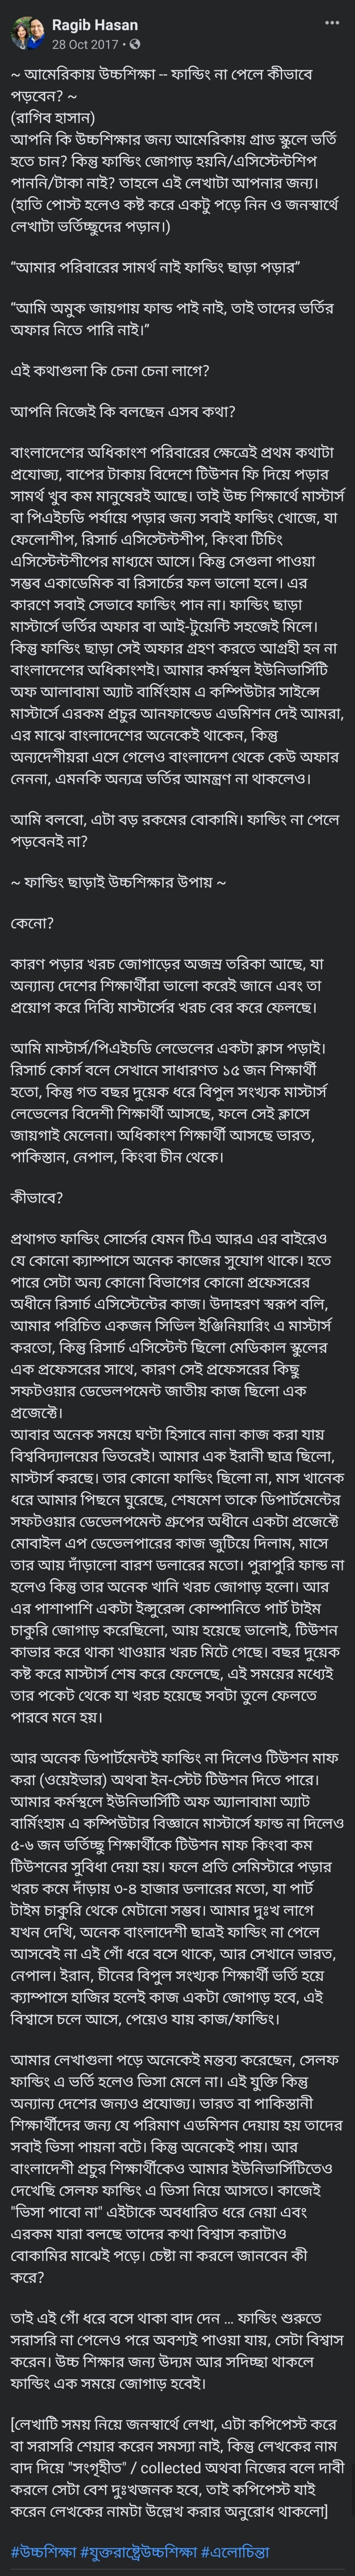 Ragib Hasan
28 Oct 2017
~ আমেরিকায় উচ্চশিক্ষা -- ফান্ডিং না পেলে কীভাবে
পড়বেন? ~
(রাগিব হাসান)
আপনি কি উচ্চশিক্ষার জন্য আমেরিকায় গ্রাড স্কুলে ভর্তি
হতে চান? কিন্তু ফান্ডিং জোগাড় হয়নি/এসিস্টেন্টশিপ
পাননি/টাকা নাই? তাহলে এই লেখাটা আপনার জন্য।
(হাতি পোস্ট হলেও কষ্ট করে একটু পড়ে নিন ও জনস্বার্থে
লেখাটা ভর্তিচ্ছুদের পড়ান।)
“আমার পরিবারের সামর্থ নাই ফান্ডিং ছাড়া পড়ার”
“আমি অমুক জায়গায় ফান্ড পাই নাই, তাই তাদের ভর্তির
অফার নিতে পারি নাই।”
এই কথাগুলা কি চেনা চেনা লাগে?
আপনি নিজেই কি বলছেন এসব কথা?
বাংলাদেশের অধিকাংশ পরিবারের ক্ষেত্রেই প্রথম কথাটা
প্রযোজ্য, বাপের টাকায় বিদেশে টিউশন ফি দিয়ে পড়ার
সামর্থ খুব কম মানুষেরই আছে। তাই উচ্চ শিক্ষার্থে মাস্টার্স
বা পিএইচডি পর্যায়ে পড়ার জন্য সবাই ফান্ডিং খোজে, যা
ফেলোশীপ, রিসার্চ এসিস্টেন্টশীপ, কিংবা টিচিং
এসিস্টেন্টশীপের মাধ্যমে আসে। কিন্তু সেগুলা পাওয়া
সম্ভব একাডেমিক বা রিসার্চের ফল ভালো হলে। এর
কারণে সবাই সেভাবে ফান্ডিং পান না। ফান্ডিং ছাড়া
মাস্টার্সে ভর্তির অফার বা আই-টুয়েন্টি সহজেই মিলে।
কিন্তু ফান্ডিং ছাড়া সেই অফার গ্রহণ করতে আগ্রহী হন না
বাংলাদেশের অধিকাংশই। আমার কর্মস্থল ইউনিভার্সিটি
অফ আলাবামা অ্যাট বার্মিংহাম এ কম্পিউটার সাইন্সে
মাস্টার্সে এরকম প্রচুর আনফান্ডেড এডমিশন দেই আমরা,
এর মাঝে বাংলাদেশের অনেকেই থাকেন, কিন্তু
অন্যদেশীয়রা এসে গেলেও বাংলাদেশ থেকে কেউ অফার
নেননা, এমনকি অন্যত্র ভর্তির আমন্ত্রণ না থাকলেও।
আমি বলবো, এটা বড় রকমের বোকামি। ফান্ডিং না পেলে
পড়বেনই না?
~ ফান্ডিং ছাড়াই উচ্চশিক্ষার উপায় ~
কেনো?
কারণ পড়ার খরচ জোগাড়ের অজস্র তরিকা আছে, যা
অন্যান্য দেশের শিক্ষার্থীরা ভালো করেই জানে এবং তা
প্রয়োগ করে দিব্যি মাস্টার্সের খরচ বের করে ফেলছে।
আমি মাস্টার্স/পিএইচডি লেভেলের একটা ক্লাস পড়াই।
রিসার্চ কোর্স বলে সেখানে সাধারণত ১৫ জন শিক্ষার্থী
হতো, কিন্তু গত বছর দুয়েক ধরে বিপুল সংখ্যক মাস্টার্স
লেভেলের বিদেশী শিক্ষার্থী আসছে, ফলে সেই ক্লাসে
জায়গাই মেলেনা। অধিকাংশ শিক্ষার্থী আসছে ভারত,
পাকিস্তান, নেপাল, কিংবা চীন থেকে।
কীভাবে?
প্রথাগত ফান্ডিং সোর্সের যেমন টিএ আরএ এর বাইরেও
যে কোনো ক্যাম্পাসে অনেক কাজের সুযোগ থাকে। হতে
পারে সেটা অন্য কোনো বিভাগের কোনো প্রফেসরের
অধীনে রিসার্চ এসিস্টেন্টের কাজ। উদাহরণ স্বরূপ বলি,
আমার পরিচিত একজন সিভিল ইঞ্জিনিয়ারিং এ মাস্টার্স
করতো, কিন্তু রিসার্চ এসিস্টেন্ট ছিলো মেডিকাল স্কুলের
এক প্রফেসরের সাথে, কারণ সেই প্রফেসরের কিছু
সফটওয়ার ডেভেলপমেন্ট জাতীয় কাজ ছিলো এক
প্রজেক্টে।
আবার অনেক সময়ে ঘণ্টা হিসাবে নানা কাজ করা যায়
বিশ্ববিদ্যালয়ের ভিতরেই। আমার এক ইরানী ছাত্র ছিলো,
মাস্টার্স করছে। তার কোনো ফান্ডিং ছিলো না, মাস খানেক
ধরে আমার পিছনে ঘুরেছে, শেষমেশ তাকে ডিপার্টমেন্টের
সফটওয়ার ডেভেলপমেন্ট গ্রুপের অধীনে একটা প্রজেক্টে
মোবাইল এপ ডেভেলপারের কাজ জুটিয়ে দিলাম, মাসে
তার আয় দাঁড়ালো বারশ ডলারের মতো। পুরাপুরি ফান্ড না
হলেও কিন্তু তার অনেক খানি খরচ জোগাড় হলো। আর
এর পাশাপাশি একটা ইন্সুরেন্স কোম্পানিতে পার্ট টাইম
চাকুরি জোগাড় করেছিলো, আয় হয়েছে ভালোই, টিউশন
কাভার করে থাকা খাওয়ার খরচ মিটে গেছে। বছর দুয়েক
কষ্ট করে মাস্টার্স শেষ করে ফেলেছে, এই সময়ের মধ্যেই
তার পকেট থেকে যা খরচ হয়েছে সবটা তুলে ফেলতে
পারবে মনে হয়।
আর অনেক ডিপার্টমেন্টই ফান্ডিং না দিলেও টিউশন মাফ
করা (ওয়েইভার) অথবা ইন-স্টেট টিউশন দিতে পারে।
আমার কর্মস্থলে ইউনিভার্সিটি অফ অ্যালাবামা অ্যাট
বার্মিংহাম এ কম্পিউটার বিজ্ঞানে মাস্টার্সে ফান্ড না দিলেও
৫-৬ জন ভর্তিচ্ছু শিক্ষার্থীকে টিউশন মাফ কিংবা কম
টিউশনের সুবিধা দেয়া হয়। ফলে প্রতি সেমিস্টারে পড়ার
খরচ কমে দাঁড়ায় ৩-৪ হাজার ডলারের মতো, যা পার্ট
টাইম চাকুরি থেকে মেটানো সম্ভব। আমার দুঃখ লাগে
যখন দেখি, অনেক বাংলাদেশী ছাত্রই ফান্ডিং না পেলে
আসবেই না এই গোঁ ধরে বসে থাকে, আর সেখানে ভারত,
নেপাল। ইরান, চীনের বিপুল সংখ্যক শিক্ষার্থী ভর্তি হয়ে
ক্যাম্পাসে হাজির হলেই কাজ একটা জোগাড় হবে, এই
বিশ্বাসে চলে আসে, পেয়েও যায় কাজ/ফান্ডিং।
আমার লেখাগুলা পড়ে অনেকেই মন্তব্য করেছেন, সেলফ
ফান্ডিং এ ভর্তি হলেও ভিসা মেলে না। এই যুক্তি কিন্তু
অন্যান্য দেশের জন্যও প্রযোজ্য। ভারত বা পাকিস্তানী
শিক্ষার্থীদের জন্য যে পরিমাণ এডমিশন দেয়ায় হয় তাদের
সবাই ভিসা পায়না বটে। কিন্তু অনেকেই পায়। আর
বাংলাদেশী প্রচুর শিক্ষার্থীকেও আমার ইউনিভার্সিটিতেও
দেখেছি সেলফ ফান্ডিং এ ভিসা নিয়ে আসতে। কাজেই
"ভিসা পাবো না" এইটাকে অবধারিত ধরে নেয়া এবং
এরকম যারা বলছে তাদের কথা বিশ্বাস করাটাও
বোকামির মাঝেই পড়ে। চেষ্টা না করলে জানবেন কী
করে?
তাই এই গোঁ ধরে বসে থাকা বাদ দেন ... ফান্ডিং শুরুতে
সরাসরি না পেলেও পরে অবশ্যই পাওয়া যায়, সেটা বিশ্বাস
করেন। উচ্চ শিক্ষার জন্য উদ্যম আর সদিচ্ছা থাকলে
ফান্ডিং এক সময়ে জোগাড় হবেই।
[লেখাটি সময় নিয়ে জনস্বার্থে লেখা, এটা কপিপেস্ট করে
বা সরাসরি শেয়ার করেন সমস্যা নাই, কিন্তু লেখকের নাম
বাদ দিয়ে "সংগৃহীত" / collected অথবা নিজের বলে দাবী
করলে সেটা বেশ দুঃখজনক হবে, তাই কপিপেস্ট যাই
করেন লেখকের নামটা উল্লেখ করার অনুরোধ থাকলো]
#উচ্চশিক্ষা #যুক্তরাষ্ট্রেউচ্চশিক্ষা #এলোচিন্তা